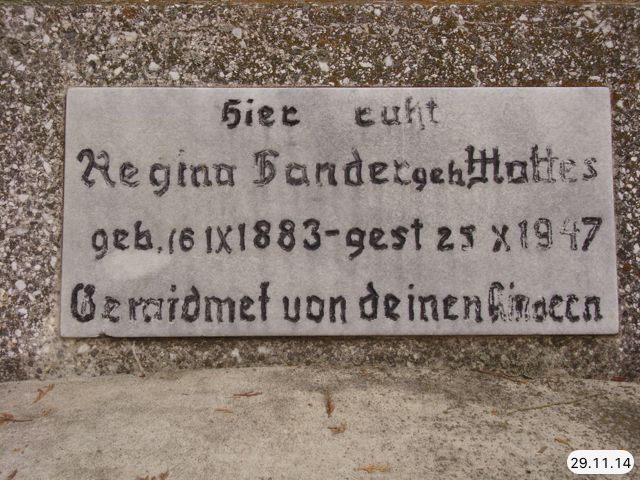 Hier ruht
Regina Sander geb. Mattes
geb. 16 IX 1883 - gest 25 X 1947
Geraidmet von deinen Kindern
29.11.14